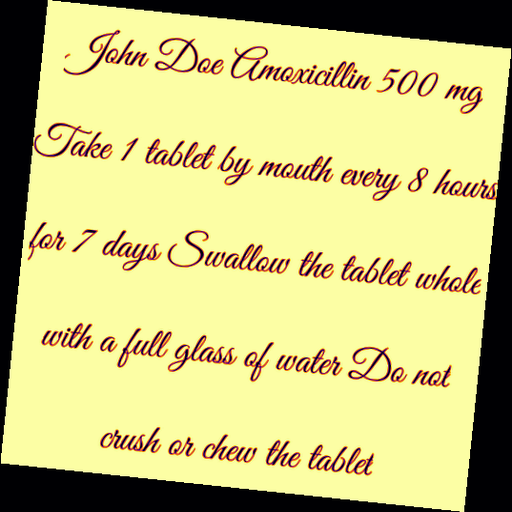 John Doe Amoxicillin 500 mg
Take 1 tablet by mouth every 8 hours
for 7 days Swallow the tablet whole
with a full glass of water Do not
crush or chew the tablet